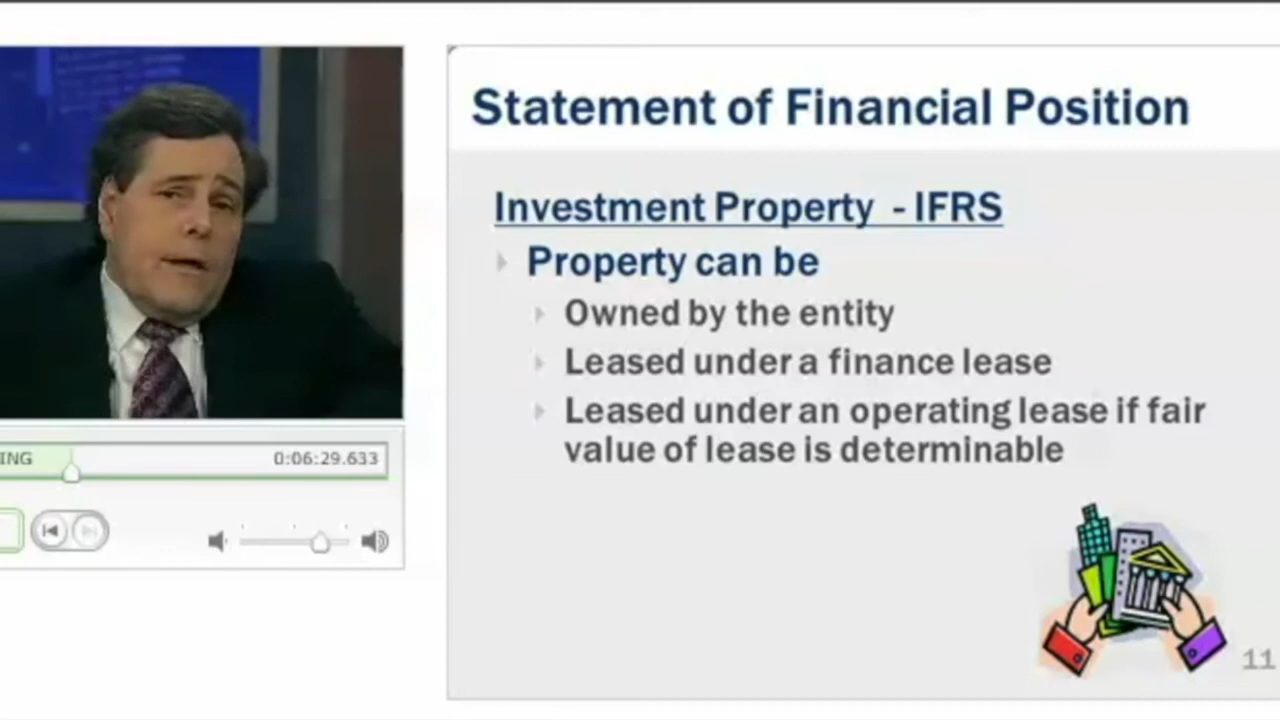 Statement of Financial Position
Investment Property - IFRS
Property can be
Owned by the entity
Leased under a finance lease
Leased under an operating lease if fair
value of lease is determinable
ING
0:06:29.633
11